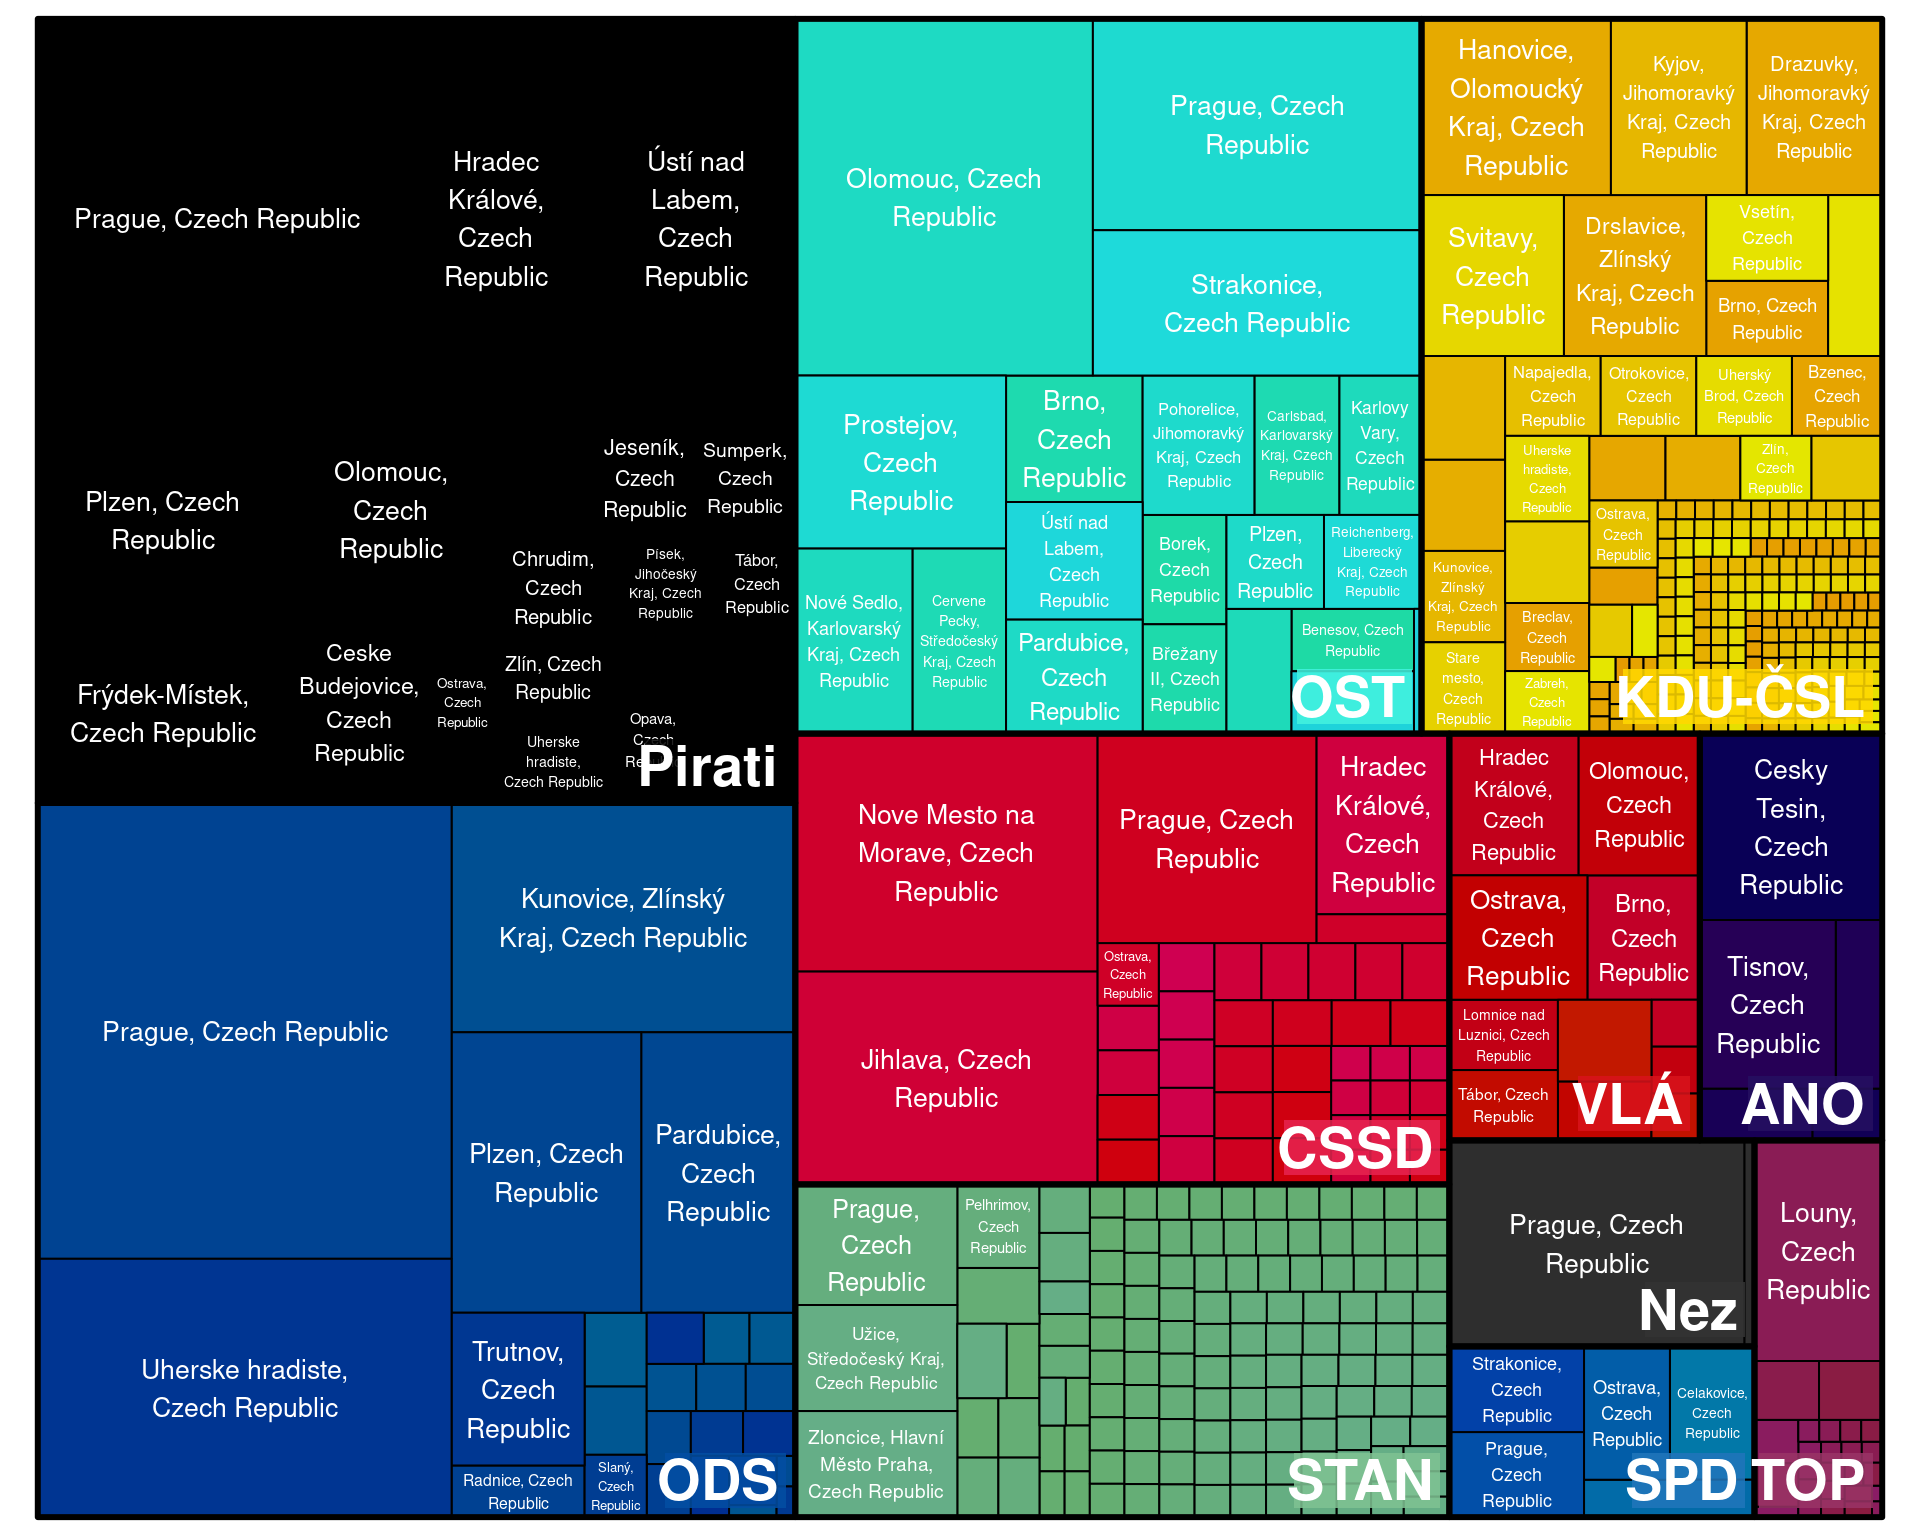 Prague, Czech Republic
Hradec
Králové,
Czech
Republic
Ústí nad
Labem,
Czech
Republic
Plzen, Czech
Republic
Olomouc,
Czech
Republic
Jeseník,
Czech
Republic
Sumperk,
Czech
Republic
Chrudim,
Czech
Republic
Písek,
Jihočeský
Kraj, Czech
Republic
Tábor,
Czech
Republic
Frýdek-Místek,
Czech Republic
Ceske
Budejovice,
Czech
Republic
Ostrava,
Czech
Republic
Zlín, Czech
Republic
Uherske
hradiste,
Czech Republic
Opava,
Czech
Pirati
Prague, Czech Republic
Kunovice, Zlínský
Kraj, Czech Republic
Plzen, Czech
Republic
Pardubice,
Czech
Republic
Uherske hradiste,
Czech Republic
Trutnov,
Czech
Republic
Radnice, Czech
Republic
Slaný,
Czech
Republic
ODS
Olomouc, Czech
Republic
Prague, Czech
Republic
Strakonice,
Czech Republic
Prostejov,
Czech
Republic
Brno,
Czech
Republic
Pohorelice,
Jihomoravký
Kraj, Czech
Republic
Carlsbad,
Karlovarský
Kraj, Czech
Republic
Karlovy
Vary,
Czech
Republic
Nové Sedlo,
Karlovarský
Kraj, Czech
Republic
Cervene
Pecky,
Středočeský
Kraj, Czech
Republic
Ústí nad
Labem,
Czech
Republic
Pardubice,
Czech
Republic
Borek,
Czech
Republic
Plzen,
Czech
Republic
Reichenberg,
Liberecký
Kraj, Czech
Republic
Břežany
II, Czech
Republic
Benesov, Czech
Republic
OST
Hanovice,
Olomoucký
Kraj, Czech
Republic
Kyjov,
Jihomoravký
Kraj, Czech
Republic
Drazuvky,
Jihomoravký
Kraj, Czech
Republic
Svitavy,
Czech
Republic
Drslavice,
Zlínský
Kraj, Czech
Republic
Vsetín,
Czech
Republic
Brno, Czech
Republic
Napajedla,
Czech
Republic
Otrokovice,
Czech
Republic
Uherský
Brod, Czech
Republic
Bzenec,
Czech
Republic
Uherske
hradiste,
Czech
Republic
Zlín,
Czech
Republic
Ostrava,
Czech
Republic
Kunovice,
Zlínský
Kraj, Czech
Republic
Breclav,
Czech
Republic
Stare
mesto,
Czech
Republic
Zabreh,
Czech
Republic
KDU-ČSL
Nove Mesto na
Morave, Czech
Republic
Prague, Czech
Republic
Hradec
Králové,
Czech
Republic
Jihlava, Czech
Republic
Ostrava,
Czech
Republic
CSSD
Hradec
Králové,
Czech
Republic
Olomouc,
Czech
Republic
Ostrava,
Czech
Republic
Brno,
Czech
Republic
Lomnice nad
Luznici, Czech
Republic
Tábor, Czech
Republic
VLÁ
Cesky
Tesin,
Czech
Republic
Tisnov,
Czech
Republic
ANO
Prague,
Czech
Republic
Pelhrimov,
Czech
Republic
Užice,
Středočeský Kraj,
Czech Republic
Zloncice, Hlavní
Město Praha,
Czech Republic
STAN
Prague, Czech
Republic
Nez
Louny,
Czech
Republic
TOP
Strakonice,
Czech
Republic
Prague,
Czech
Republic
Ostrava,
Czech
Republic
Celakovice,
Czech
Republic
SPD